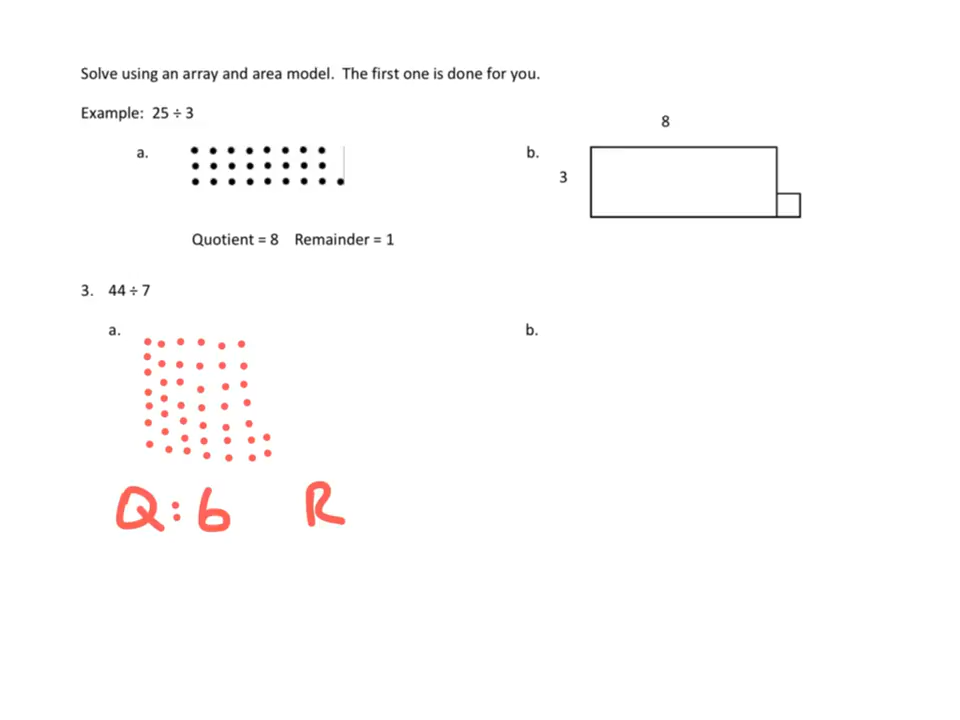 Solve using an array and area model. The first one is done for you.
Example: 25 ÷ 3
8
a.
b.
3
Quotient = 8 Remainder = 1
3. 44 ÷ 7
a.
b.
Q: 6 R